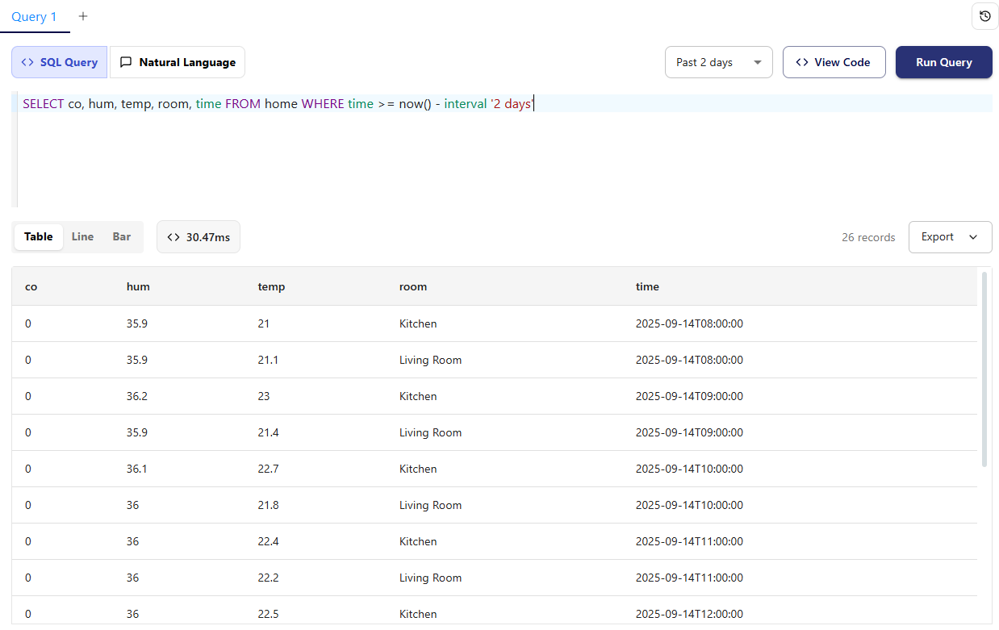 Query 1 +
SQL Query Natural Language Past 2 days View Code Run Query
SELECT co, hum, temp, room, time FROM home WHERE time >= now() - interval '2 days'
Table Line Bar 30.47ms 26 records Export
co hum temp room time
0 35.9 21 Kitchen 2025-09-14T08:00:00
0 35.9 21.1 Living Room 2025-09-14T08:00:00
0 36.2 23 Kitchen 2025-09-14T09:00:00
0 35.9 21.4 Living Room 2025-09-14T09:00:00
0 36.1 22.7 Kitchen 2025-09-14T10:00:00
0 36 21.8 Living Room 2025-09-14T10:00:00
0 36 22.4 Kitchen 2025-09-14T11:00:00
0 36 22.2 Living Room 2025-09-14T11:00:00
0 36 22.5 Kitchen 2025-09-14T12:00:00